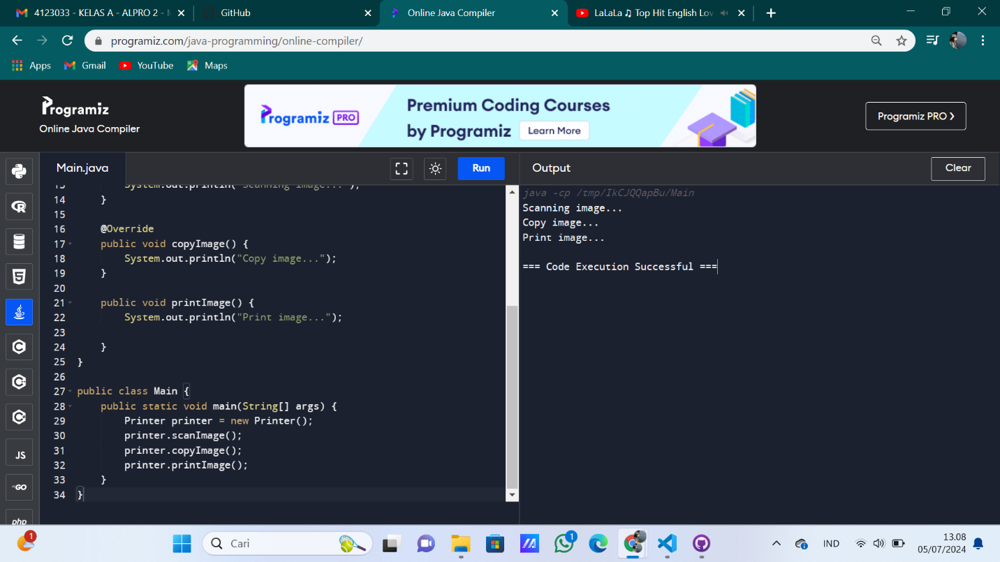 4123033 - KELAS A - ALPRO 2 -
GitHub
Online Java Compiler
LaLaLa ♫ Top Hit English Lov
programiz.com/java-programming/online-compiler/
Apps
Gmail
YouTube
Maps
Programiz
Online Java Compiler
Programiz PRO
Premium Coding Courses
by Programiz
Learn More
Programiz PRO >
Main.java
Run
Output
Clear
13 System.out.println("Scanning image...");
14 }
15
16 @Override
17 public void copyImage() {
18 System.out.println("Copy image...");
19 }
20
21 public void printImage() {
22 System.out.println("Print image...");
23
24 }
25 }
26
27 public class Main {
28 public static void main(String[] args) {
29 Printer printer = new Printer();
30 printer.scanImage();
31 printer.copyImage();
32 printer.printImage();
33 }
34 }
java -cp /tmp/IkCJQQapBu/Main
Scanning image...
Copy image...
Print image...
=== Code Execution Successful ===
JS
GO
php
1
Cari
1
IND
13.08
05/07/2024